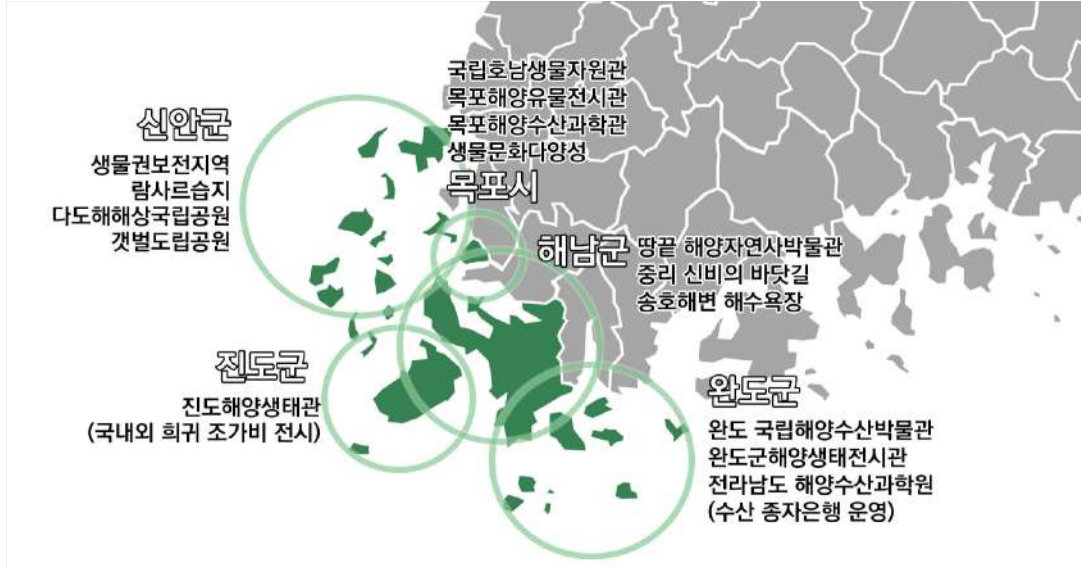 신안군
생물권보전지역
람사르습지
다도해해상국립공원
갯벌도립공원
국립호남생물자원관
목포해양유물전시관
목포해양수산과학관
생물문화다양성
목포시
해남군
땅끝 해양자연사박물관
중리 신비의 바닷길
송호해변 해수욕장
진도군
진도해양생태관
(국내외 희귀 조가비 전시)
완도군
완도 국립해양수산박물관
완도군해양생태전시관
전라남도 해양수산과학원
(수산 종자은행 운영)